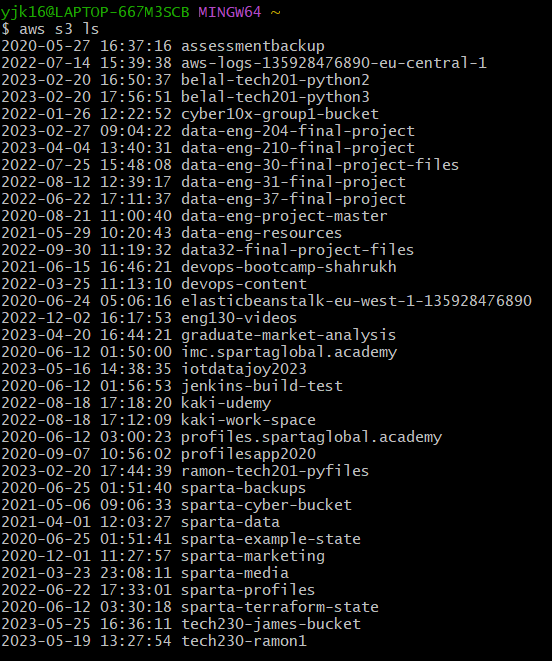 yjk16@LAPTOP-667M3SCB MINGW64 ~
$ aws s3 ls
2020-05-27 16:37:16 assessmentbackup
2022-07-14 15:39:38 aws-logs-135928476890-eu-central-1
2023-02-20 16:50:37 belal-tech201-python2
2023-02-20 17:56:51 belal-tech201-python3
2022-01-26 12:22:52 cyber10x-group1-bucket
2023-02-27 09:04:22 data-eng-204-final-project
2023-04-04 13:40:31 data-eng-210-final-project
2022-07-25 15:48:08 data-eng-30-final-project-files
2022-08-12 12:39:17 data-eng-31-final-project
2022-06-22 17:11:37 data-eng-37-final-project
2020-08-21 11:00:40 data-eng-project-master
2021-05-29 10:20:43 data-eng-resources
2022-09-30 11:19:32 data32-final-project-files
2021-06-15 16:46:21 devops-bootcamp-shahrukh
2022-03-25 11:13:10 devops-content
2020-06-24 05:06:16 elasticbeanstalk-eu-west-1-135928476890
2022-12-02 16:17:53 eng130-videos
2023-04-20 16:44:21 graduate-market-analysis
2020-06-12 01:50:00 imc.spartaglobal.academy
2023-05-16 14:38:35 iotdatajoy2023
2020-06-12 01:56:53 jenkins-build-test
2022-08-18 17:18:20 kaki-udemy
2022-08-18 17:12:09 kaki-work-space
2020-06-12 03:00:23 profiles.spartaglobal.academy
2020-09-07 10:56:02 profilesapp2020
2023-02-20 17:44:39 ramon-tech201-pyfiles
2020-06-25 01:51:40 sparta-backups
2021-05-06 09:06:33 sparta-cyber-bucket
2021-04-01 12:03:27 sparta-data
2020-06-25 01:51:41 sparta-example-state
2020-12-01 11:27:57 sparta-marketing
2021-03-23 23:08:11 sparta-media
2022-06-22 17:33:01 sparta-profiles
2020-06-12 03:30:18 sparta-terraform-state
2023-05-25 16:36:11 tech230-james-bucket
2023-05-19 13:27:54 tech230-ramon1